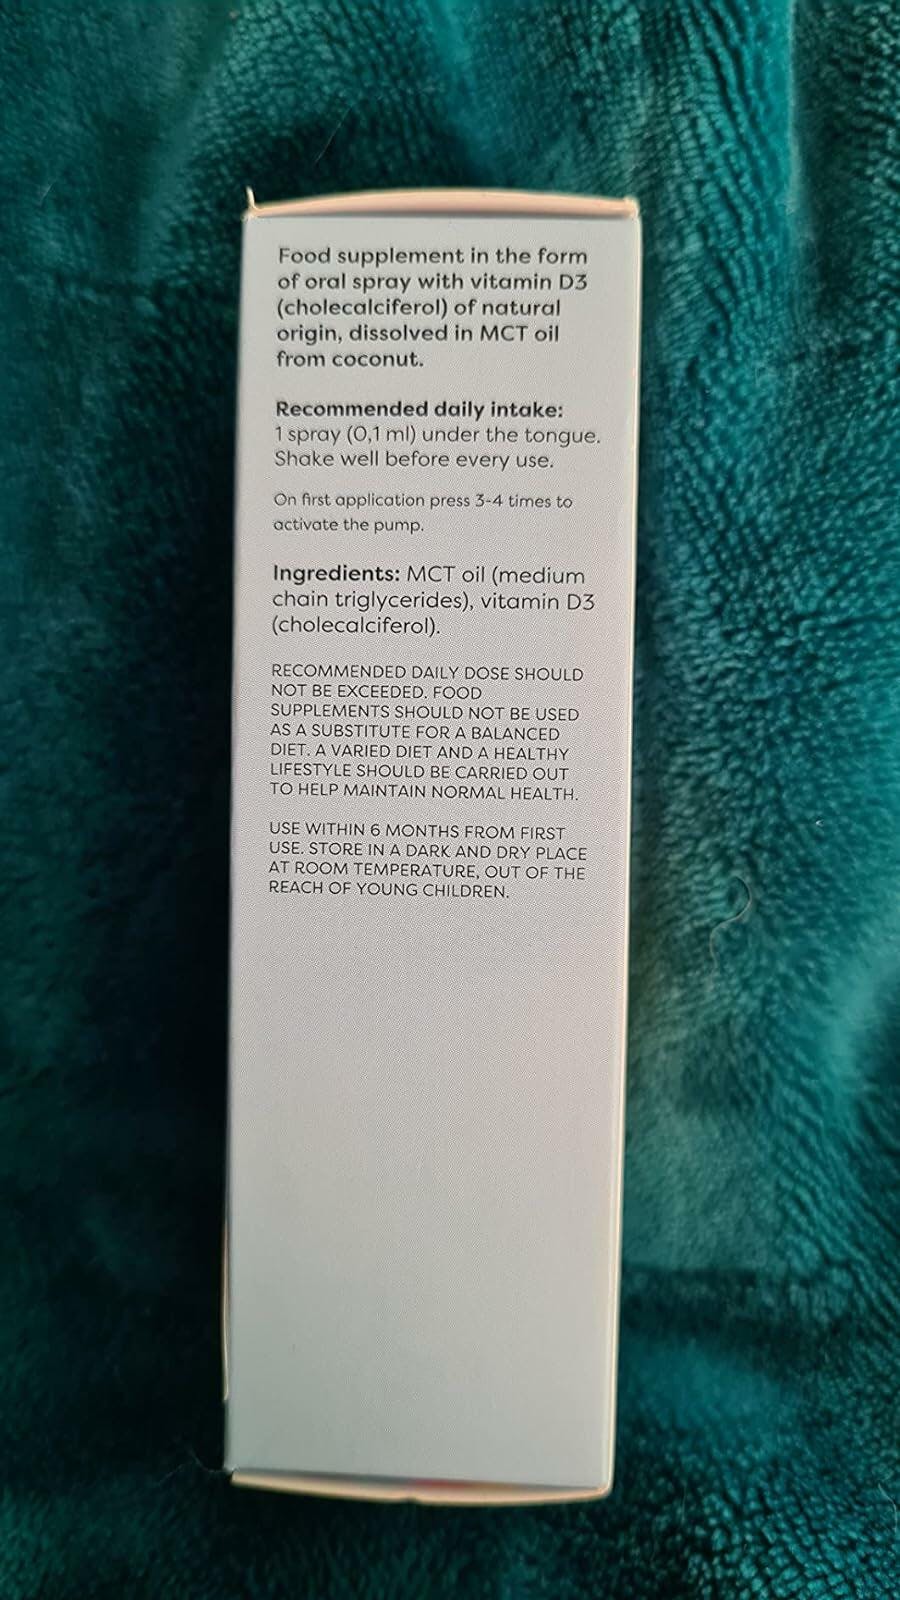 Food supplement in the form
of oral spray with vitamin D3
(cholecalciferol) of natural
origin, dissolved in MCT oil
from coconut.
Recommended daily intake:
1 spray (0,1 ml) under the tongue.
Shake well before every use.
On first application press 3-4 times to
activate the pump.
Ingredients: MCT oil (medium
chain triglycerides), vitamin D3
(cholecalciferol).
RECOMMENDED DAILY DOSE SHOULD
NOT BE EXCEEDED. FOOD
SUPPLEMENTS SHOULD NOT BE USED
AS A SUBSTITUTE FOR A BALANCED
DIET. A VARIED DIET AND A HEALTHY
LIFESTYLE SHOULD BE CARRIED OUT
TO HELP MAINTAIN NORMAL HEALTH.
USE WITHIN 6 MONTHS FROM FIRST
USE. STORE IN A DARK AND DRY PLACE
AT ROOM TEMPERATURE, OUT OF THE
REACH OF YOUNG CHILDREN.